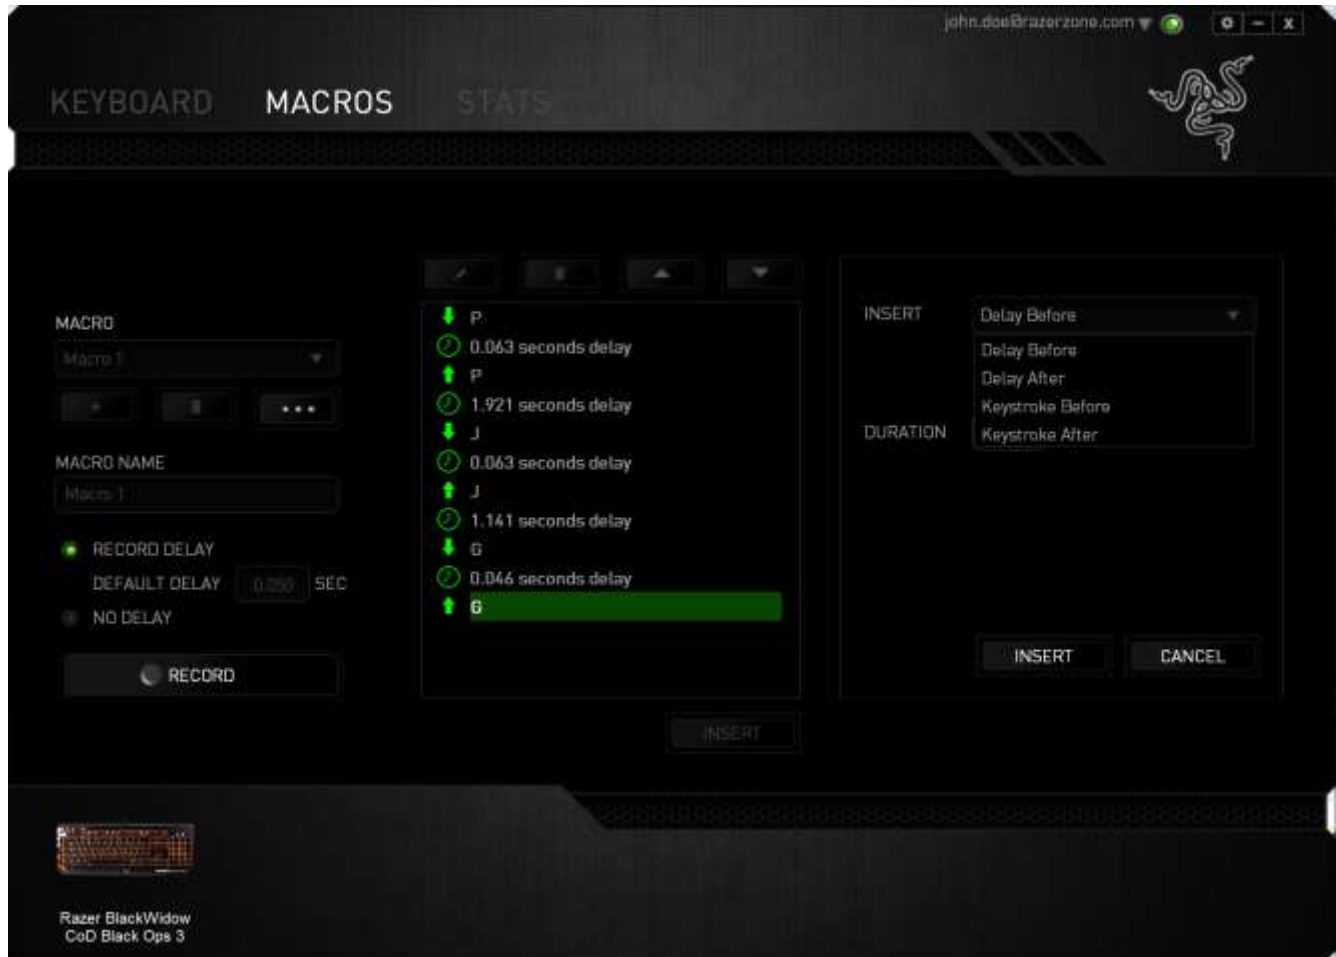 john.doe@razerzone.com
KEYBOARD MACROS STATS
MACRO
Macro 1
MACRO NAME
Macro 1
RECORD DELAY
DEFAULT DELAY 0.050 SEC
NO DELAY
RECORD
P
0.063 seconds delay
P
1.921 seconds delay
J
0.063 seconds delay
J
1.141 seconds delay
G
0.046 seconds delay
G
INSERT
INSERT Delay Before
Delay Before
Delay After
Keystroke Before
DURATION Keystroke After
INSERT CANCEL
Razer BlackWidow
CoD Black Ops 3